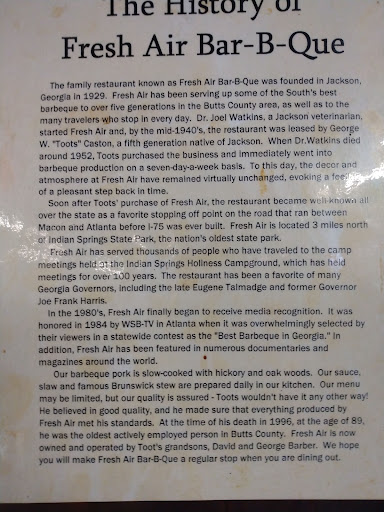 The History of
Fresh Air Bar-B-Que
The family restaurant known as Fresh Air Bar-B-Que was founded in Jackson,
Georgia in 1929. Fresh Air has been serving up some of the South's best
barbeque to over five generations in the Butts County area, as well as to the
many travelers who stop in every day. Dr. Joel Watkins, a Jackson veterinarian,
started Fresh Air and, by the mid-1940's, the restaurant was leased by George
W. "Toots" Caston, a fifth generation native of Jackson. When Dr.Watkins died
around 1952, Toots purchased the business and immediately went into
barbeque production on a seven-day-a-week basis. To this day, the decor and
atmosphere at Fresh Air have remained virtually unchanged, evoking a
of a pleasant step back in time.
Soon after Toots' purchase of Fresh Air, the restaurant became well-known all
over the state as a favorite stopping off point on the road that ran between
Macon and Atlanta before I-75 was ever built. Fresh Air is located 3 miles north
of Indian Springs State Park, the nation's oldest state park.
Fresh Air has served thousands of people who have traveled to the camp
meetings held at the Indian Springs Holiness Campground, which has held
meetings for over 100 years. The restaurant has been a favorite of many
Georgia Governors, including the late Eugene Talmadge and former Governor
Joe Frank Harris.
In the 1980's, Fresh Air finally began to receive media recognition. It was
honored in 1984 by WSB-TV in Atlanta when it was overwhelmingly selected by
their viewers in a statewide contest as the "Best Barbeque in Georgia." In
addition, Fresh Air has been featured in numerous documentaries and
magazines around the world.
Our barbeque pork is slow-cooked with hickory and oak woods. Our sauce,
slaw and famous Brunswick stew are prepared daily in our kitchen. Our menu
may be limited, but our quality is assured - Toots wouldn't have it any other way!
He believed in good quality, and he made sure that everything produced by
Fresh Air met his standards. At the time of his death in 1996, at the age of 89,
he was the oldest actively employed person in Butts County. Fresh Air is now
owned and operated by Toot's grandsons, David and George Barber. We hope
you will make Fresh Air Bar-B-Que a regular stop when you are dining out.